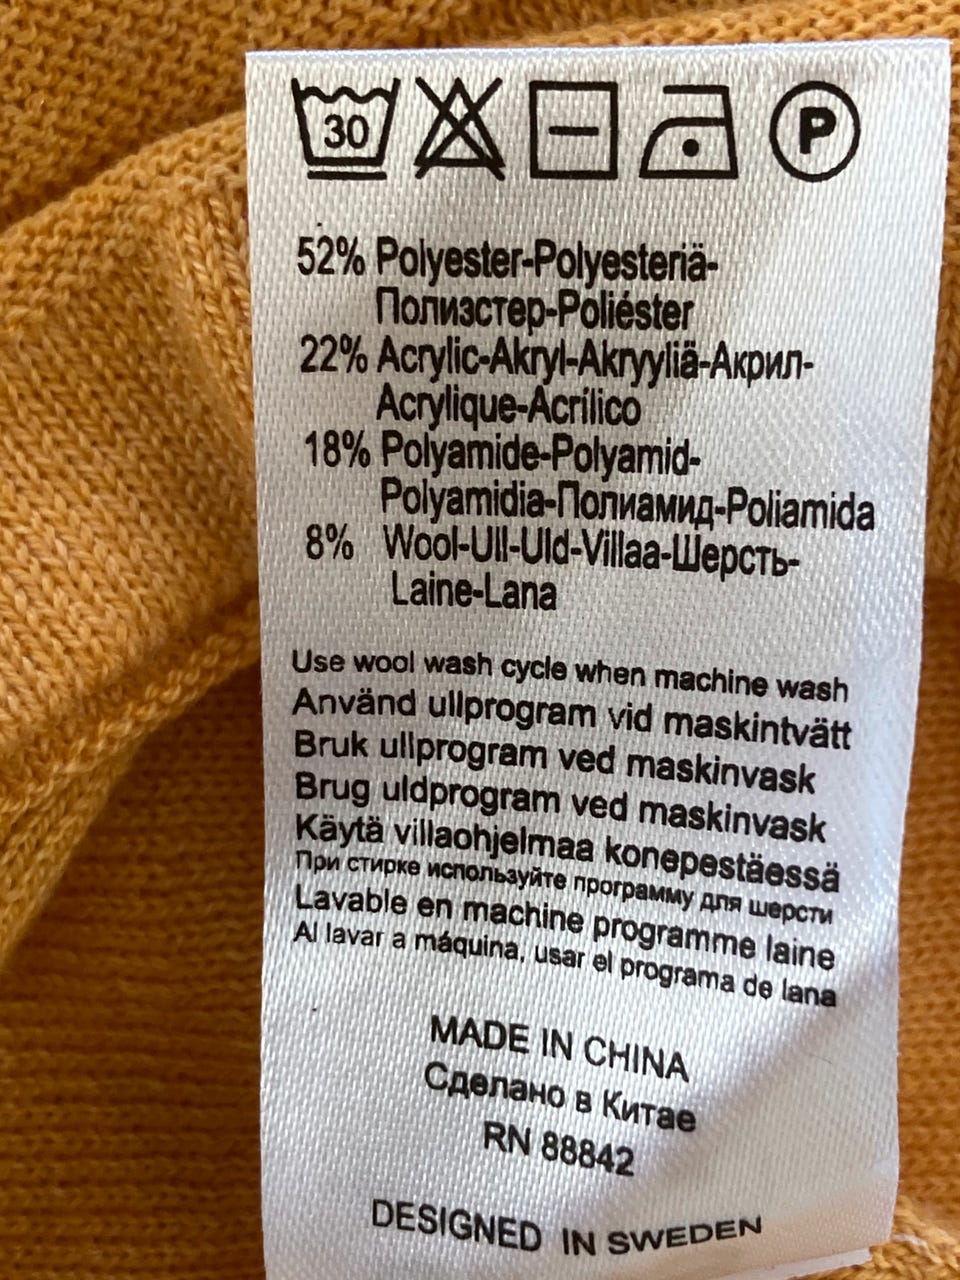 30 P
52% Polyester-Polyesteriä-
Полиэстер-Poliéster
22% Acrylic-Akryl-Akryyliä-Акрил-
Acrylique-Acrílico
18% Polyamide-Polyamid-
Polyamidia-Полиамид-Poliamida
8% Wool-Ull-Uld-Villaa-Шерсть-
Laine-Lana
Use wool wash cycle when machine wash
Använd ullprogram vid maskintvätt
Bruk ullprogram ved maskinvask
Brug uldprogram ved maskinvask
Käytä villaohjelmaa konepestäessä
При стирке используйте программу для шерсти
Lavable en machine programme laine
Al lavar a máquina, usar el programa de lana
MADE IN CHINA
Сделано в Китае
RN 88842
DESIGNED IN SWEDEN